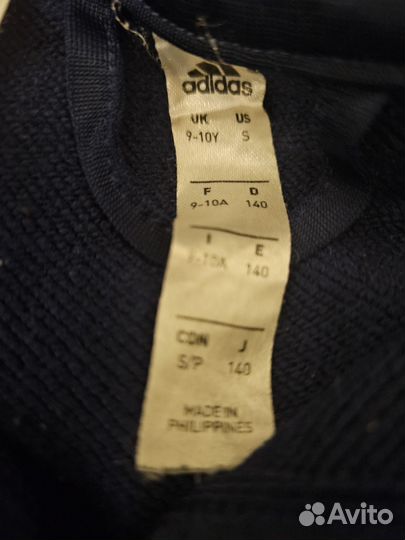 adidas
UK US
9-10Y S
F D
9-10A 140
I E
140
CDN J
S/P 140
MADE IN
PHILIPPINES
Avito